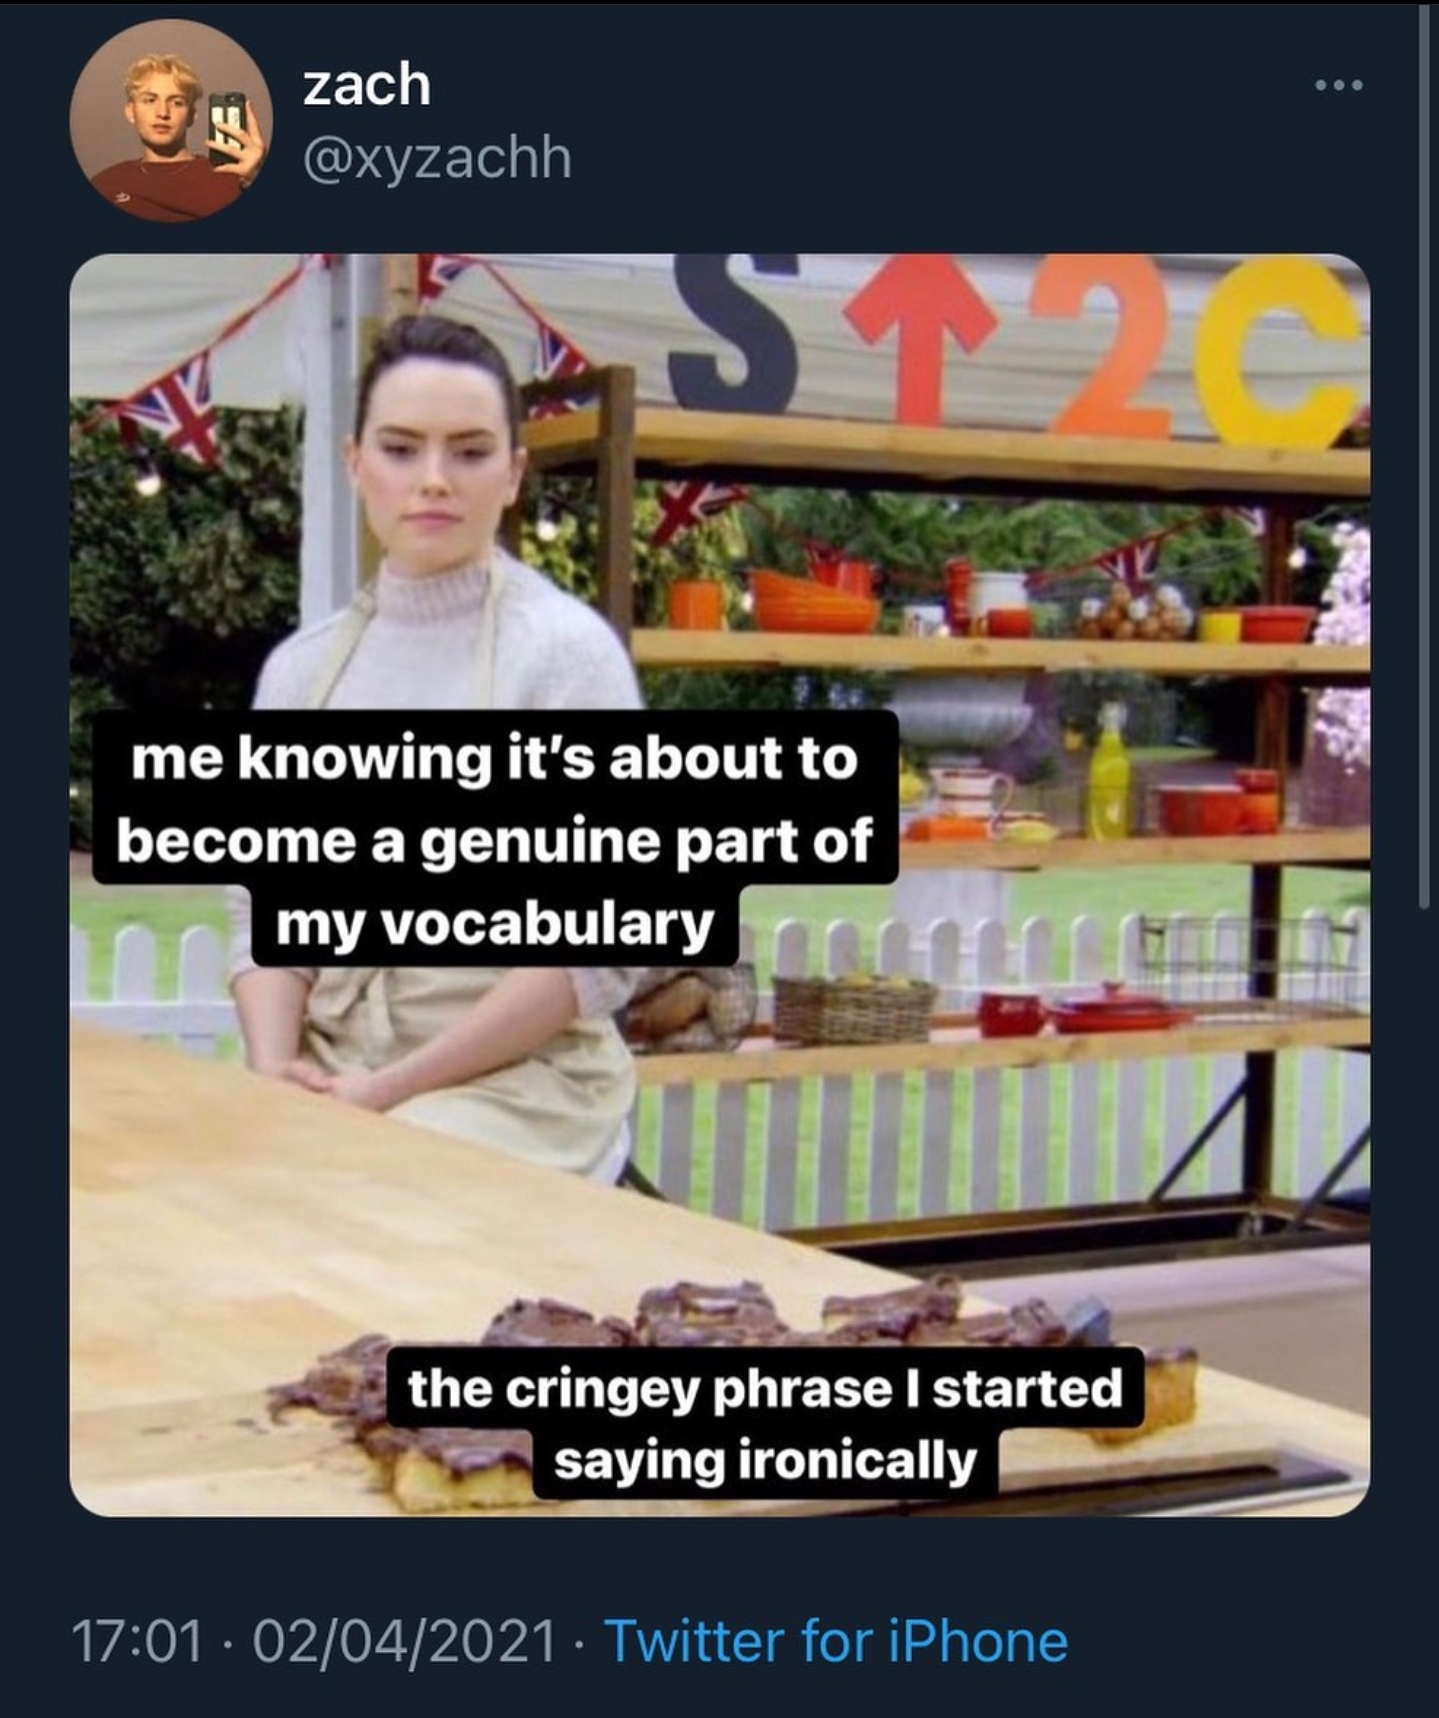 zach
@xyzachh
S↑2C
me knowing it's about to
become a genuine part of
my vocabulary
the cringey phrase I started
saying ironically
17:01 · 02/04/2021 · Twitter for iPhone